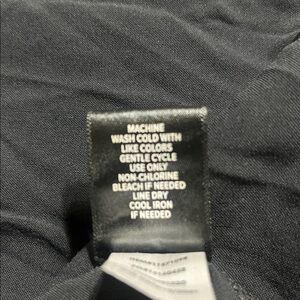 MACHINE
WASH COLD WITH
LIKE COLORS
GENTLE CYCLE
USE ONLY
NON-CHLORINE
BLEACH IF NEEDED
LINE DRY
COOL IRON
IF NEEDED